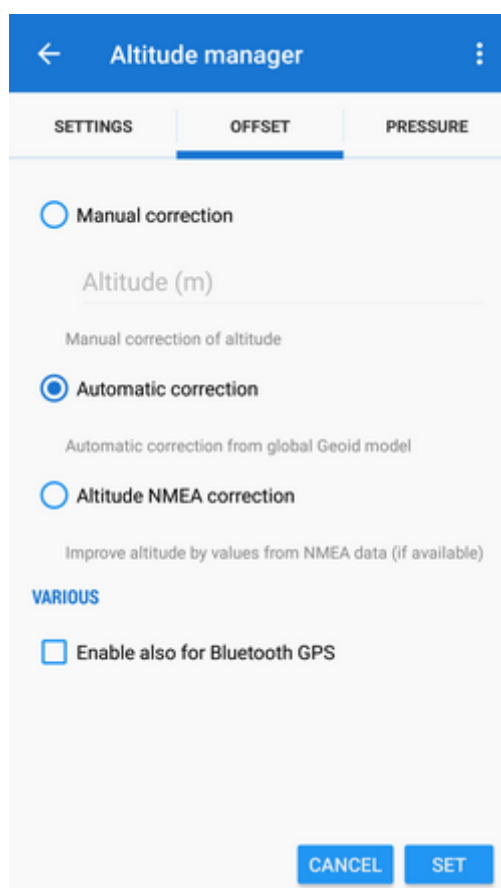 Altitude manager
SETTINGS OFFSET PRESSURE
Manual correction
Altitude (m)
Manual correction of altitude
Automatic correction
Automatic correction from global Geoid model
Altitude NMEA correction
Improve altitude by values from NMEA data (if available)
VARIOUS
Enable also for Bluetooth GPS
CANCEL SET